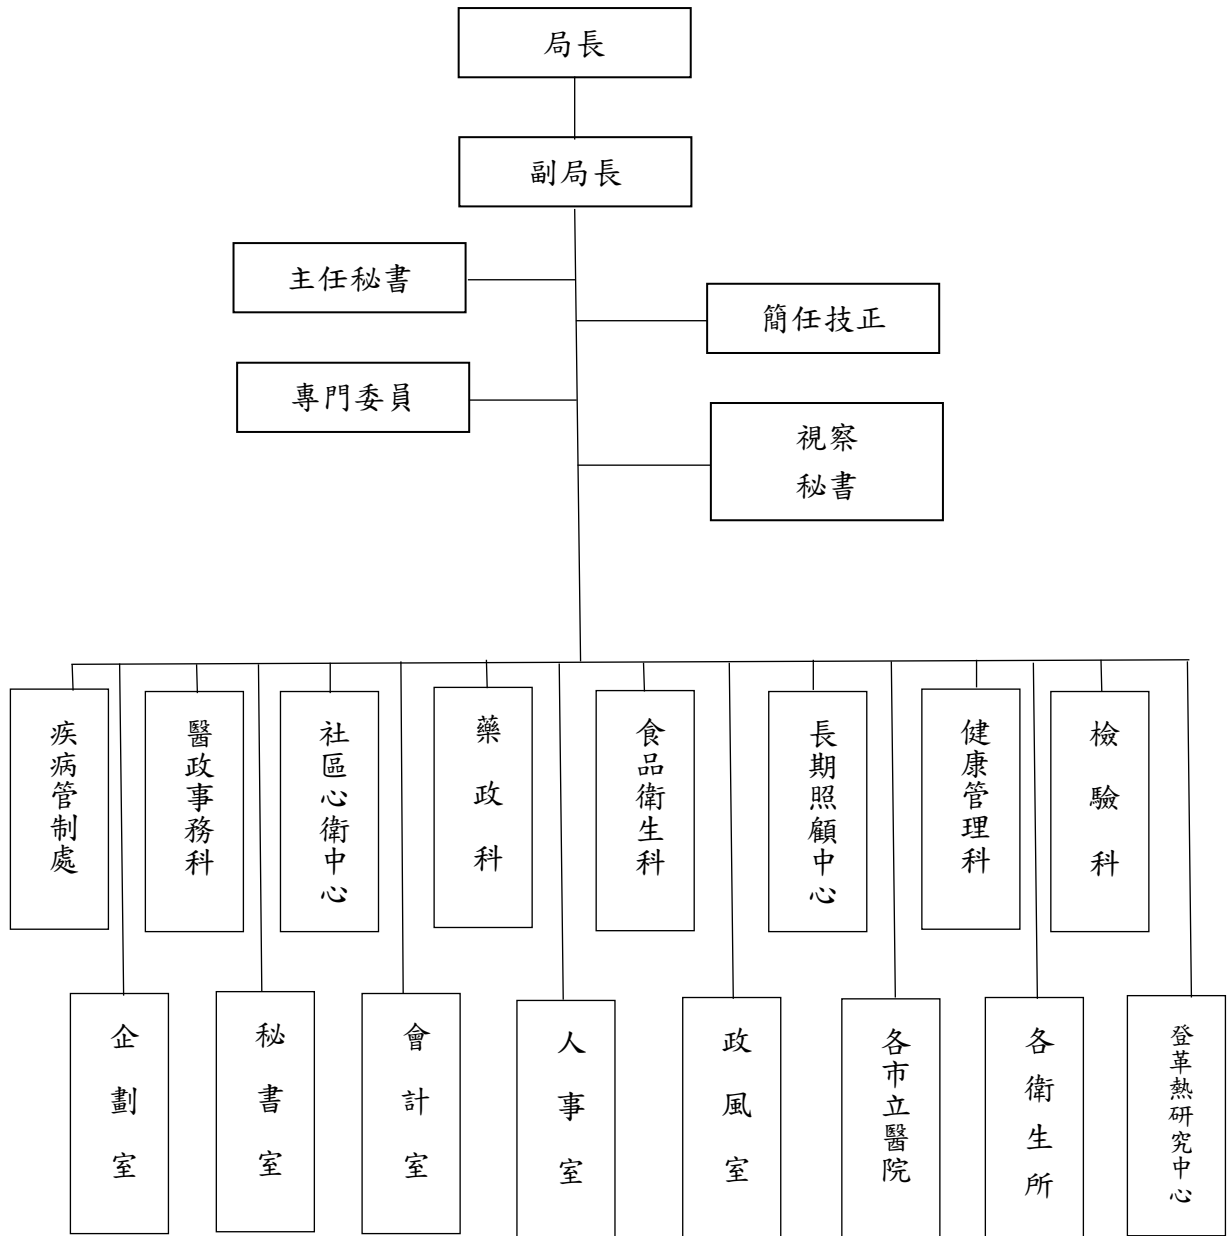 局長
副局長
主任秘書
簡任技正
專門委員
視察
秘書
疾病管制處
醫政事務科
社區心衛中心
藥政科
食品衛生科
長期照顧中心
健康管理科
檢驗科
企劃室
秘書室
會計室
人事室
政風室
各市立醫院
各衛生所
登革熱研究中心